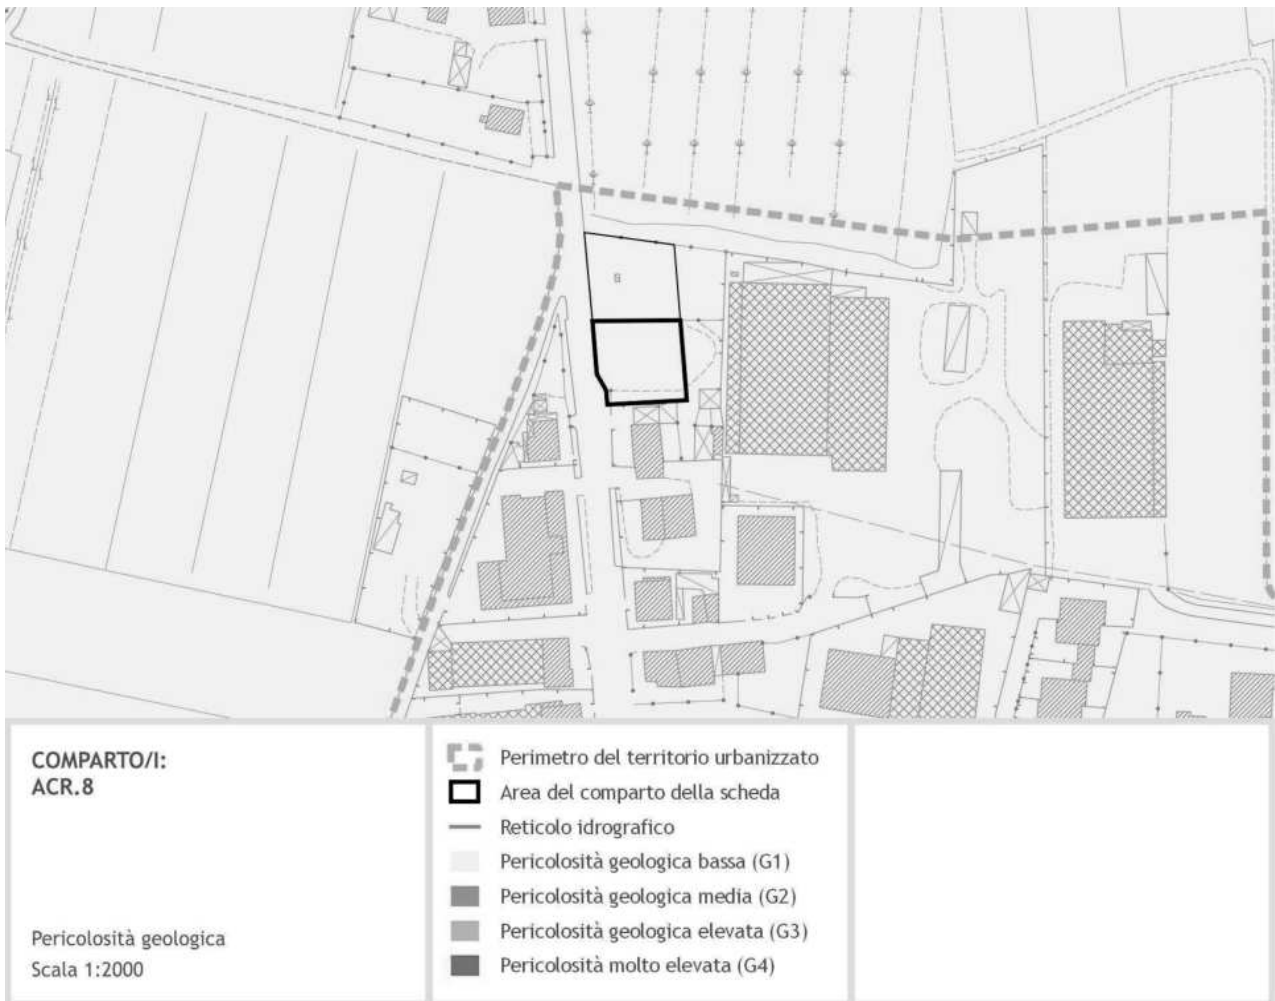 COMPARTO/I:
ACR.8
Pericolosità geologica
Scala 1:2000
Perimetro del territorio urbanizzato
Area del comparto della scheda
Reticolo idrografico
Pericolosità geologica bassa (G1)
Pericolosità geologica media (G2)
Pericolosità geologica elevata (G3)
Pericolosità molto elevata (G4)